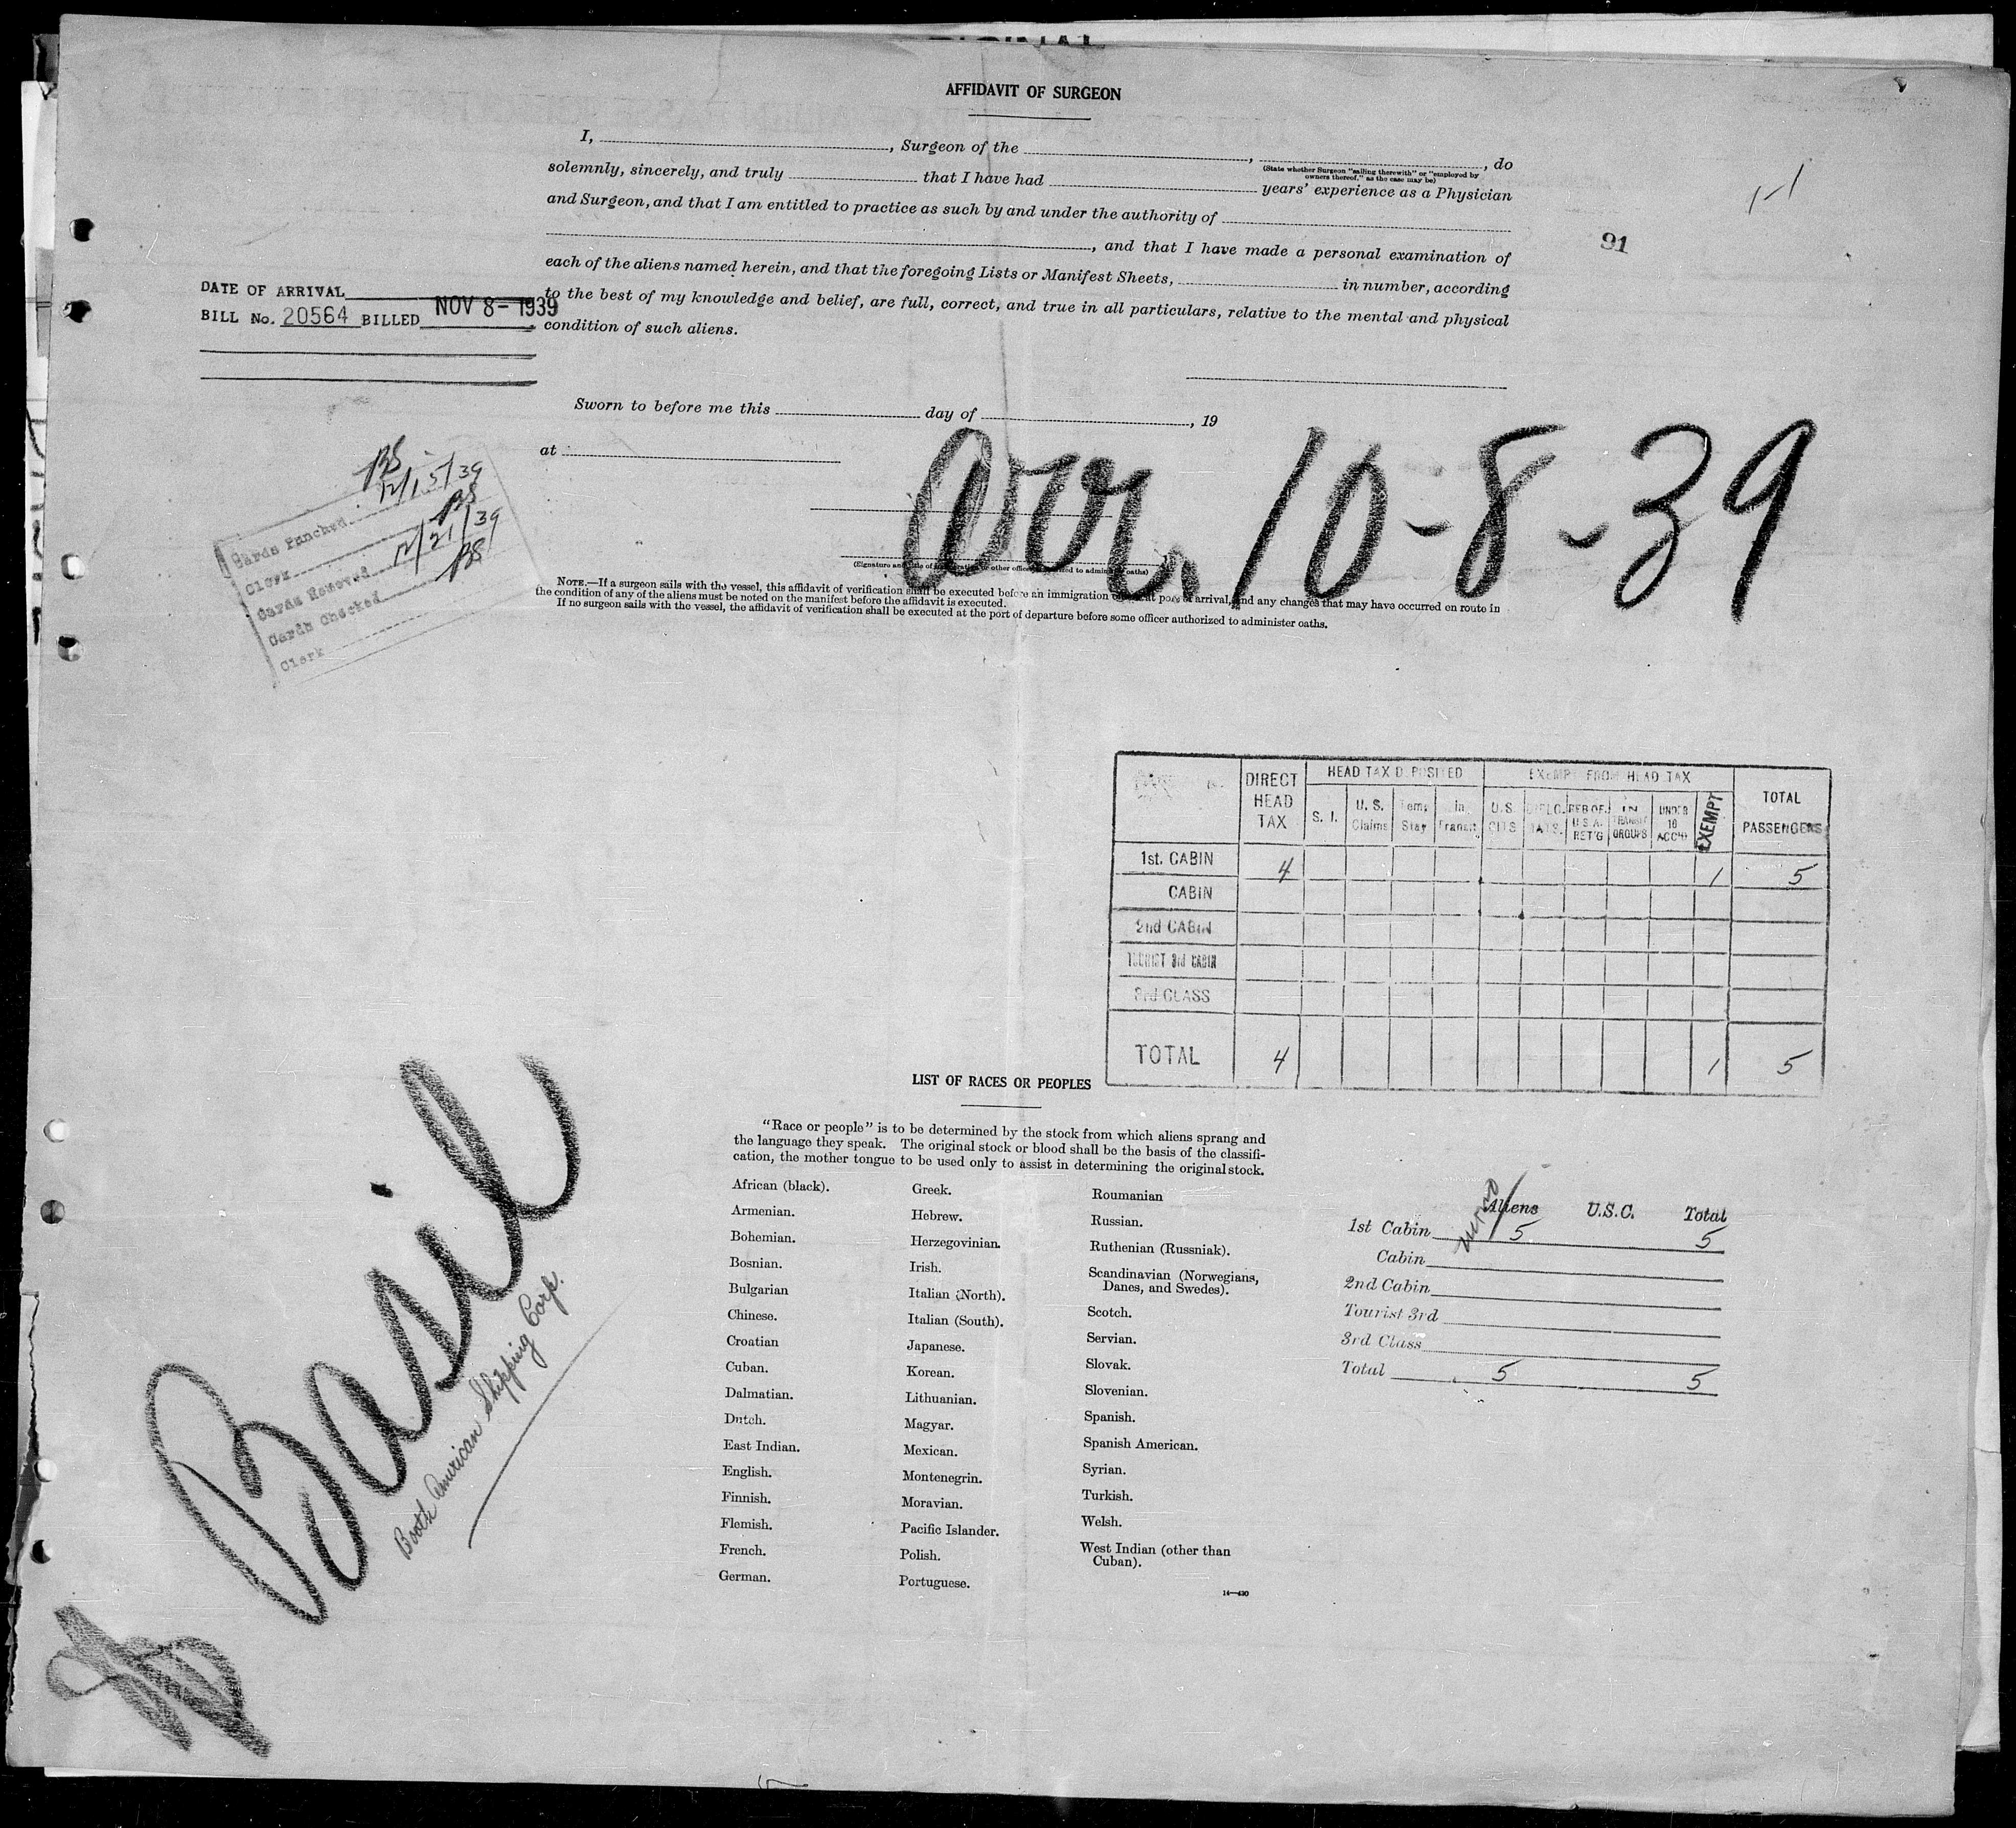 AFFIDAVIT OF SURGEON
I, , Surgeon of the , , do
(State whether Surgeon "sailing therewith" or "employed by
owners thereof," as the case may be)
solemnly, sincerely, and truly that I have had years' experience as a Physician
and Surgeon, and that I am entitled to practice as such by and under the authority of
, and that I have made a personal examination of
each of the aliens named herein, and that the foregoing Lists or Manifest Sheets, in number, according
to the best of my knowledge and belief, are full, correct, and true in all particulars, relative to the mental and physical
condition of such aliens.
1-1
91
DATE OF ARRIVAL
BILL No. 20564 BILLED NOV 8- 1939
Sworn to before me this day of , 19
at
Arr. 10-8-39
BS
Cards Punched 12/15/39
Clerk BS
Cards Removed 12/21/39
Cards Checked BS
Clerk
NOTE.—If a surgeon sails with the vessel, this affidavit of verification shall be executed before an immigration at port of arrival, and any changes that may have occurred en route in
the condition of any of the aliens must be noted on the manifest before the affidavit is executed.
If no surgeon sails with the vessel, the affidavit of verification shall be executed at the port of departure before some officer authorized to administer oaths.
DIRECT HEAD TAX
HEAD TAX DEPOSITED
EXEMPT FROM HEAD TAX
TOTAL PASSENGERS
S. I. U. S. Claims Temp Stay In Transit U.S. CITS DIPLOMATS. RES OF U.S.A. RET'G IN TRANSIT GROUPS UNDER 16 ACC'D EXEMPT
1st. CABIN 4 1 5
CABIN
2nd CABIN
TOURIST 3rd CABIN
3rd CLASS
TOTAL 4 1 5
LIST OF RACES OR PEOPLES
"Race or people" is to be determined by the stock from which aliens sprang and
the language they speak. The original stock or blood shall be the basis of the classifi-
cation, the mother tongue to be used only to assist in determining the original stock.
African (black).
Armenian.
Bohemian.
Bosnian.
Bulgarian
Chinese.
Croatian
Cuban.
Dalmatian.
Dutch.
East Indian.
English.
Finnish.
Flemish.
French.
German.
Greek.
Hebrew.
Herzegovinian.
Irish.
Italian (North).
Italian (South).
Japanese.
Korean.
Lithuanian.
Magyar.
Mexican.
Montenegrin.
Moravian.
Pacific Islander.
Polish.
Portuguese.
Roumanian
Russian.
Ruthenian (Russniak).
Scandinavian (Norwegians,
Danes, and Swedes).
Scotch.
Servian.
Slovak.
Slovenian.
Spanish.
Spanish American.
Syrian.
Turkish.
Welsh.
West Indian (other than
Cuban).
14—430
Aliens U.S.C. Total
1st Cabin 5 5
Cabin
2nd Cabin
Tourist 3rd
3rd Class
Total 5 5
Basil
Booth American Shipping Corp.